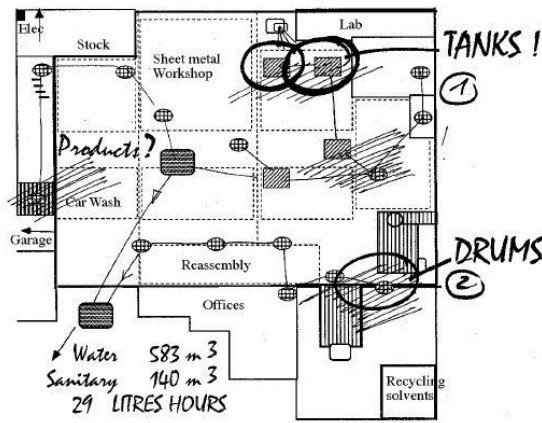 Elec
Stock
Lab
Sheet metal
Workshop
TANKS !
1
Products?
Car Wash
Garage
Reassembly
DRUMS
2
Offices
Water 583 m3
Sanitary 140 m3
29 LITRES HOURS
Recycling
solvents